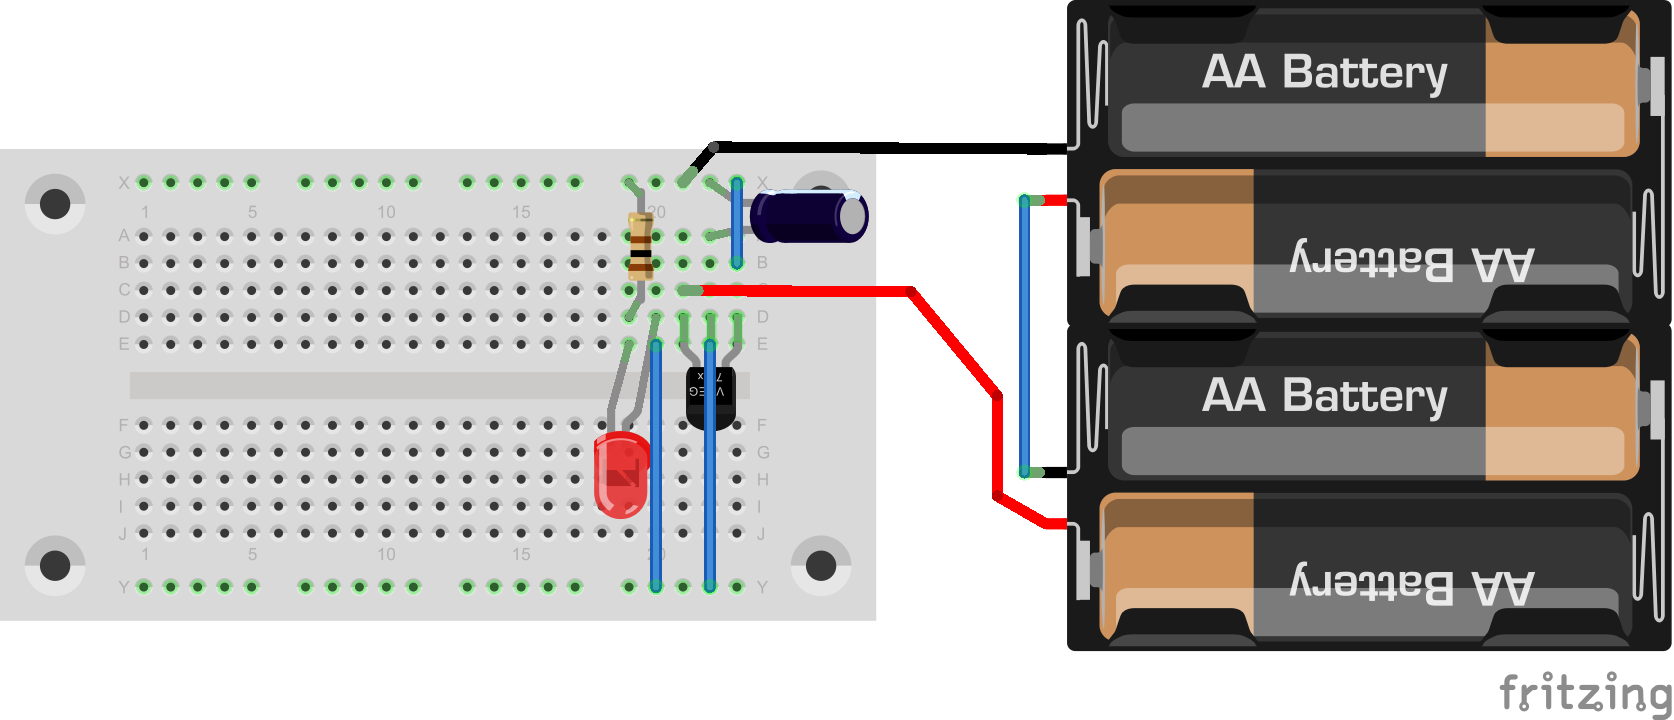 AA Battery
X X
1 5 10 15 20
A
B B
AA Battery
C
D D
E E
AA Battery
F F
G G
H H
I I
J J
1 5 10 15 20
AA Battery
Y Y
fritzing